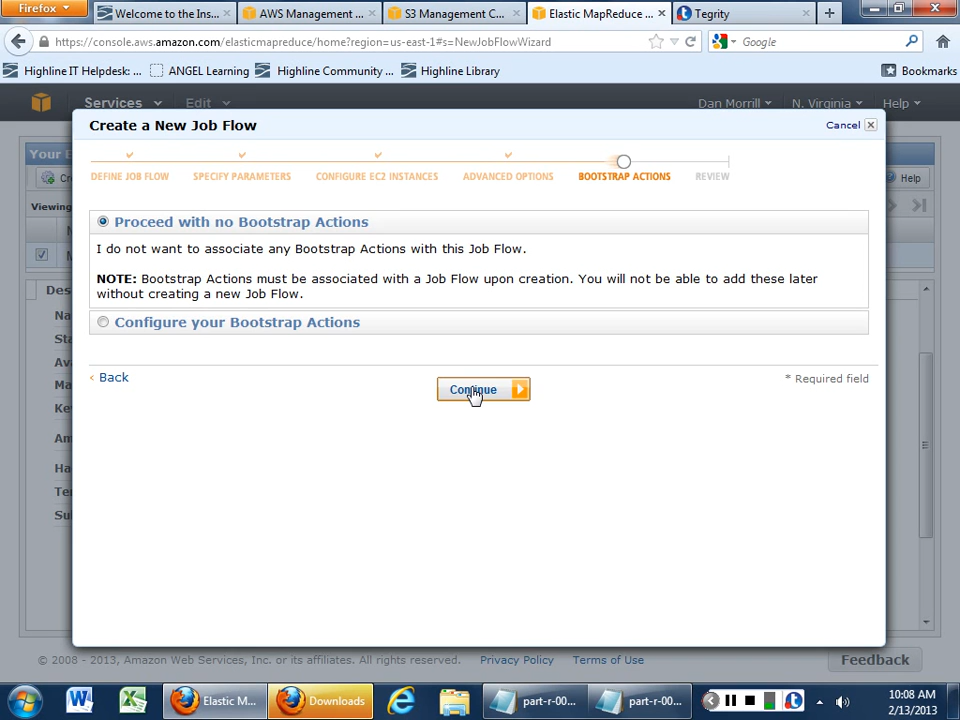 Firefox
Welcome to the Ins...
AWS Management ...
S3 Management C...
Elastic MapReduce ...
Tegrity
https://console.aws.amazon.com/elasticmapreduce/home?region=us-east-1#s=NewJobFlowWizard
Google
Highline IT Helpdesk: ...
ANGEL Learning
Highline Community ...
Highline Library
Bookmarks
Services
Edit
Dan Morrill
N. Virginia
Help
Create a New Job Flow
Cancel
Your E
Help
Viewing
DEFINE JOB FLOW
SPECIFY PARAMETERS
CONFIGURE EC2 INSTANCES
ADVANCED OPTIONS
BOOTSTRAP ACTIONS
REVIEW
Proceed with no Bootstrap Actions
I do not want to associate any Bootstrap Actions with this Job Flow.
NOTE: Bootstrap Actions must be associated with a Job Flow upon creation. You will not be able to add these later
without creating a new Job Flow.
Configure your Bootstrap Actions
‹ Back
Continue
* Required field
© 2008 - 2013, Amazon Web Services, Inc. or its affiliates. All rights reserved.
Privacy Policy
Terms of Use
Feedback
Elastic M...
Downloads
part-r-00...
part-r-00...
10:08 AM
2/13/2013